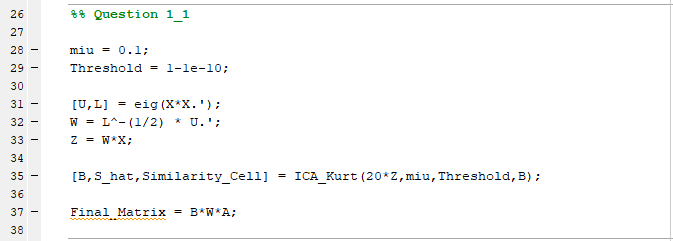 26 %% Question 1_1
27
28 – miu = 0.1;
29 – Threshold = 1-1e-10;
30
31 – [U,L] = eig(X*X.');
32 – W = L^-(1/2) * U.';
33 – Z = W*X;
34
35 – [B,S_hat,Similarity_Cell] = ICA_Kurt(20*Z,miu,Threshold,B);
36
37 – Final_Matrix = B*W*A;
38